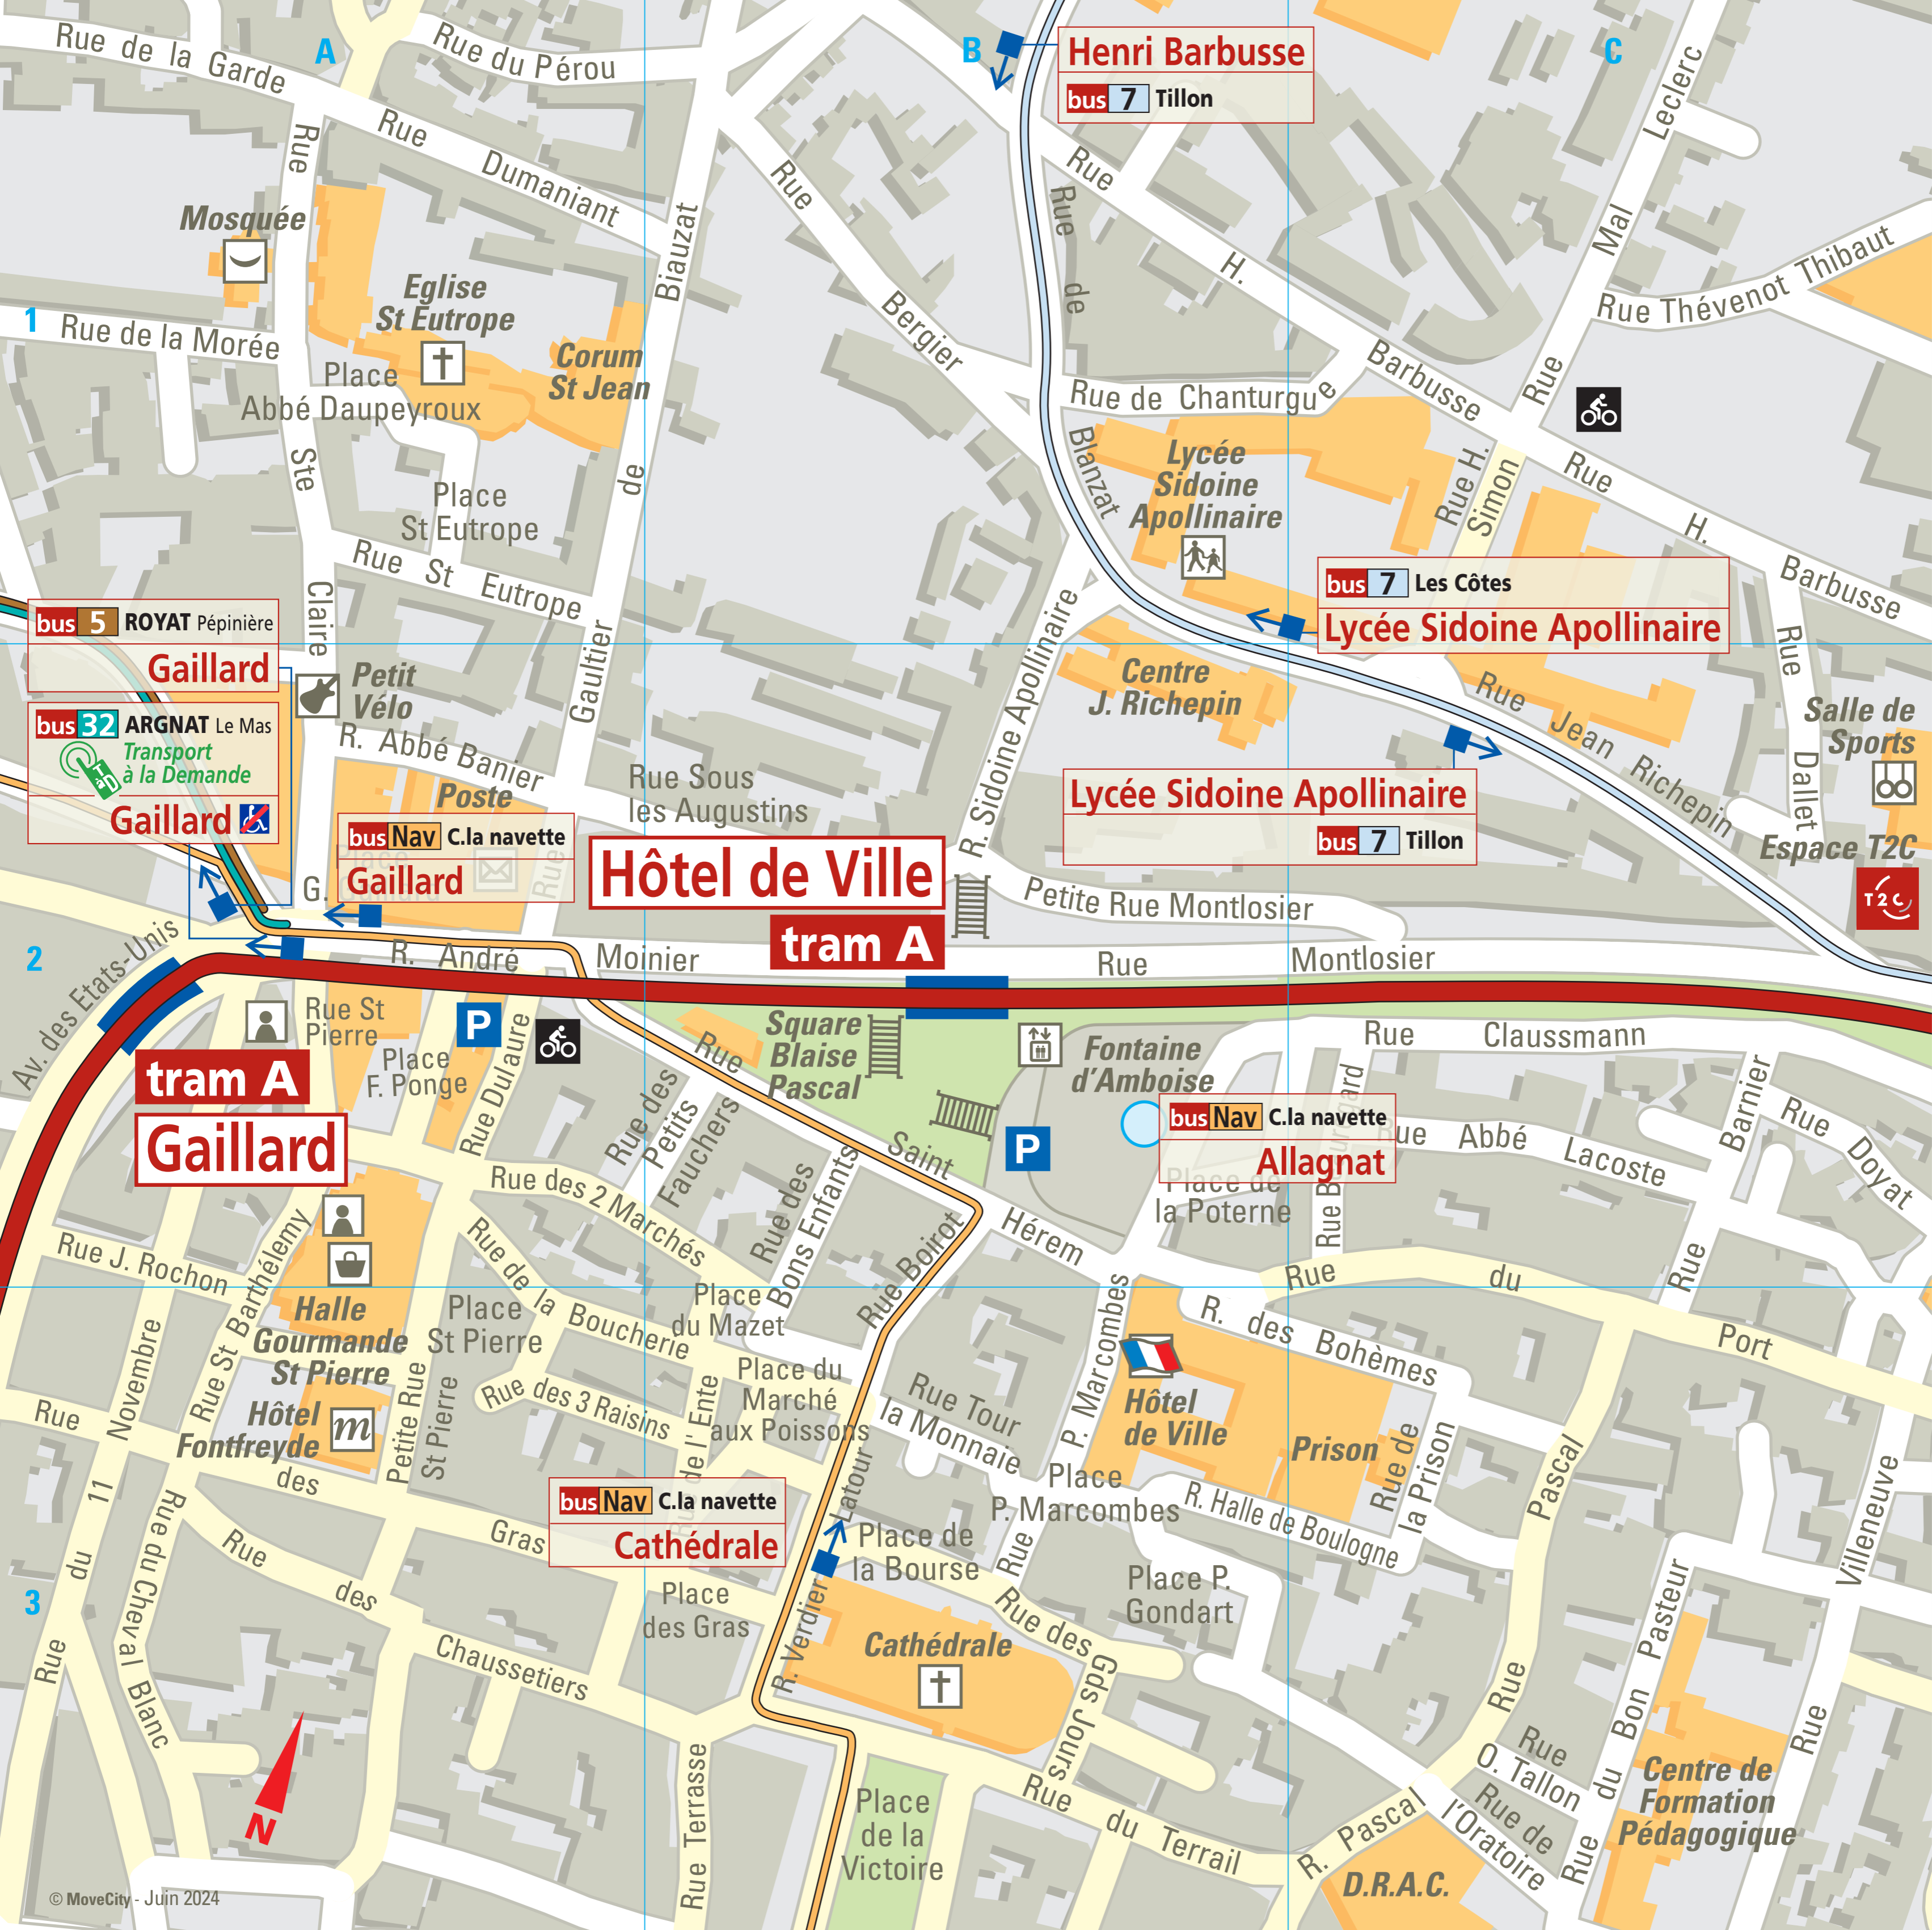 A
B
C
1
2
3
Rue de la Garde
Rue du Pérou
Henri Barbusse
bus 7 Tillon
Rue Mal Leclerc
Rue Dumaniant
Rue Ste Claire
Mosquée
Eglise
St Eutrope
Corum
St Jean
Rue de la Morée
Place
Abbé Daupeyroux
Place
St Eutrope
Rue St Eutrope
Rue Gaultier de Biauzat
Rue Bergier
Rue de Blanzat
Rue H. Barbusse
Rue Thévenot Thibaut
Rue de Chanturgue
Lycée
Sidoine
Apollinaire
Rue H.
Simon
Rue H. Barbusse
bus 7 Les Côtes
Lycée Sidoine Apollinaire
bus 5 ROYAT Pépinière
Gaillard
bus 32 ARGNAT Le Mas
TàD
Transport
à la Demande
Gaillard
Petit
Vélo
R. Abbé Banier
Poste
Rue Sous
les Augustins
R. Sidoine Apollinaire
Centre
J. Richepin
Rue Jean Richepin
Rue Dallet
Salle de
Sports
Espace T2C
T2C
Lycée Sidoine Apollinaire
bus 7 Tillon
bus Nav C.la navette
Gaillard
Place
G.
Hôtel de Ville
tram A
Petite Rue Montlosier
Av. des Etats-Unis
R. André Moinier
Rue Montlosier
Rue St
Pierre
P
Place
F. Ponge
Rue Dulaure
tram A
Gaillard
Square
Blaise
Pascal
Fontaine
d'Amboise
P
Rue Claussmann
Rue Saint Hérem
Rue des
Petits
Fauchers
Rue des
Bons Enfants
Rue des 2 Marchés
Rue Boirot
bus Nav C.la navette
Allagnat
Place de
la Poterne
Rue Abbé Lacoste
Rue Barnier
Rue Doyat
Rue J. Rochon
Rue St Barthélemy
Halle
Gourmande
St Pierre
Place
St Pierre
Rue de la Boucherie
Place
du Mazet
Place du
Marché
aux Poissons
Rue des 3 Raisins
Petite Rue
St Pierre
Hôtel
Fontfreyde
m
Rue du 11 Novembre
Rue des Gras
Rue du Port
R. des Bohèmes
P. Marcombes
Hôtel
de Ville
Prison
Rue de
la Prison
Rue Tour
la Monnaie
Place
P. Marcombes
R. Halle de Boulogne
Rue Pascal
Villeneuve
Rue
bus Nav C.la navette
Cathédrale
de l'Ente
Latour
Place de
la Bourse
Rue
Rue du Cheval Blanc
Rue des Chaussetiers
Place
des Gras
R. Verdier
Cathédrale
Rue des
Gds Jours
Place P.
Gondart
Rue du Bon Pasteur
Rue
O. Tallon
Rue de
l'Oratoire
Centre de
Formation
Pédagogique
Rue Terrasse
Place
de la
Victoire
Rue du Terrail
R. Pascal
D.R.A.C.
N
© MoveCity - Juin 2024